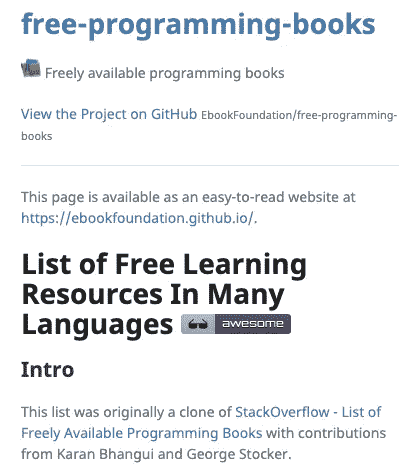 free-programming-books
Freely available programming books
View the Project on GitHub EbookFoundation/free-programming-
books
This page is available as an easy-to-read website at
https://ebookfoundation.github.io/.
List of Free Learning
Resources In Many
Languages awesome
Intro
This list was originally a clone of StackOverflow - List of
Freely Available Programming Books with contributions
from Karan Bhangui and George Stocker.